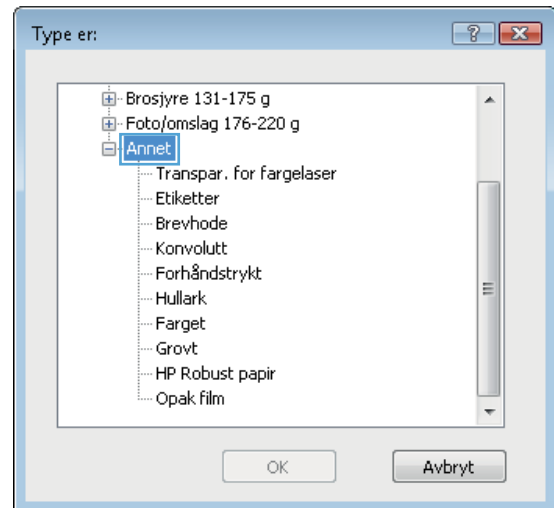 Type er:
Brosjyre 131-175 g
Foto/omslag 176-220 g
Annet
Transpar. for fargelaser
Etiketter
Brevhode
Konvolutt
Forhåndstrykt
Hullark
Farget
Grovt
HP Robust papir
Opak film
OK
Avbryt